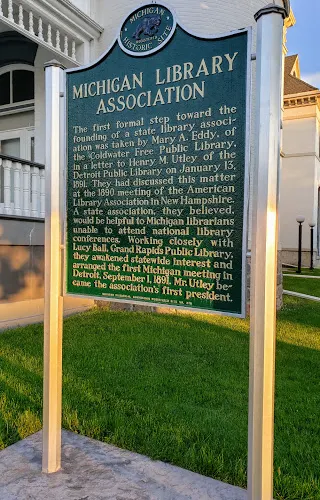 MICHIGAN
HISTORIC SITE
MICHIGAN LIBRARY
ASSOCIATION
The first formal step toward the
founding of a state library associ-
ation was taken by Mary A. Eddy, of
the Coldwater Free Public Library,
in a letter to Henry M. Utley of the
Detroit Public Library on January 13,
1891. They had discussed this matter
at the 1890 meeting of the American
Library Association in New Hampshire.
A state association, they believed,
would be helpful to Michigan librarians
unable to attend national library
conferences. Working closely with
Lucy Ball, Grand Rapids Public Library,
they awakened statewide interest and
arranged the first Michigan meeting in
Detroit, September 1, 1891. Mr. Utley be-
came the association's first president.